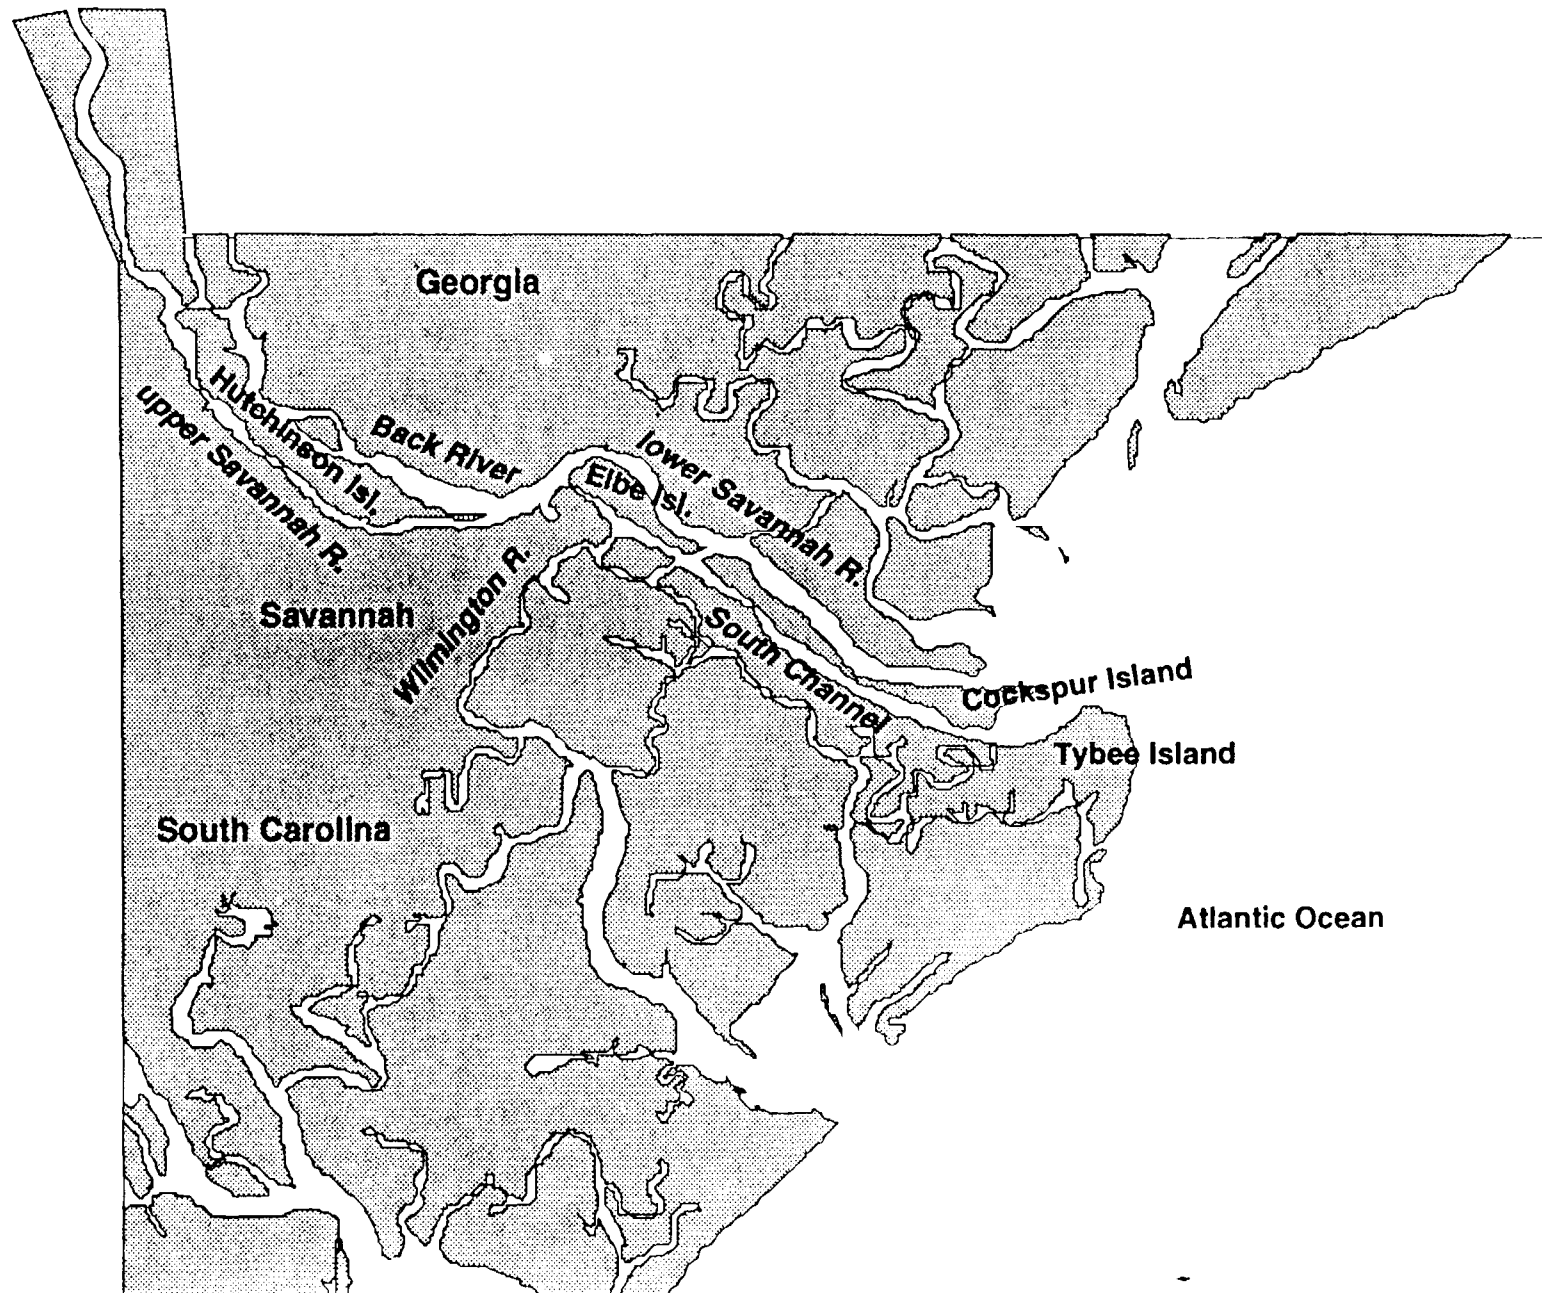 Georgia
Hutchinson Isl.
upper Savannah R.
Back River
lower Savannah R.
Elbe Isl.
Wilmington R.
Savannah
South Channel
Cockspur Island
Tybee Island
South Carolina
Atlantic Ocean